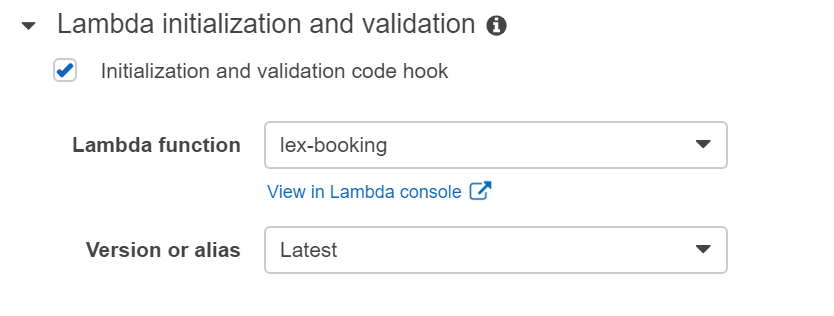 Lambda initialization and validation
Initialization and validation code hook
Lambda function lex-booking
View in Lambda console
Version or alias Latest